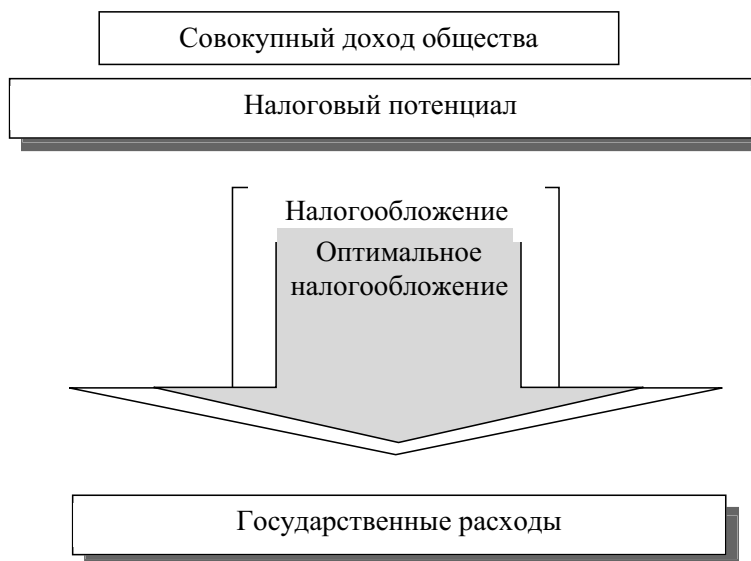 Совокупный доход общества
Налоговый потенциал
Налогообложение
Оптимальное
налогообложение
Государственные расходы